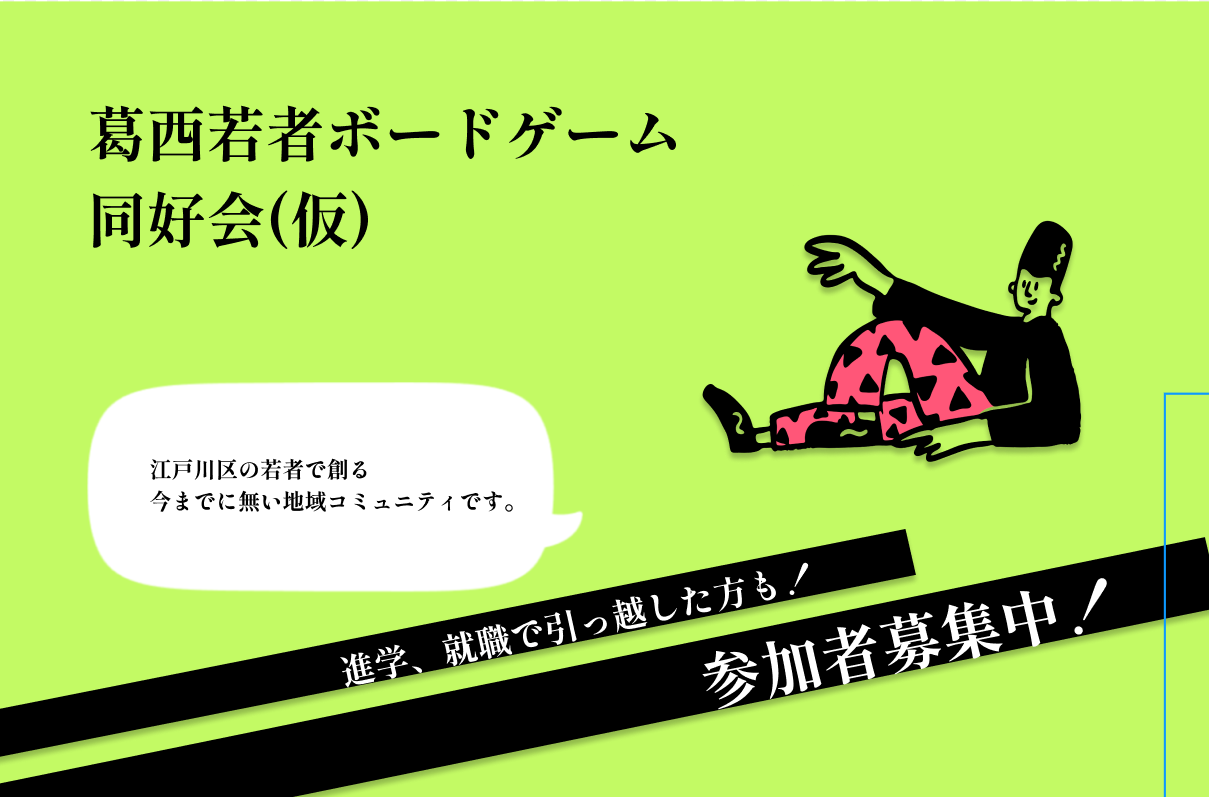 葛西若者ボードゲーム
同好会(仮)
江戸川区の若者で創る
今までに無い地域コミュニティです。
進学、就職で引っ越した方も！
参加者募集中！